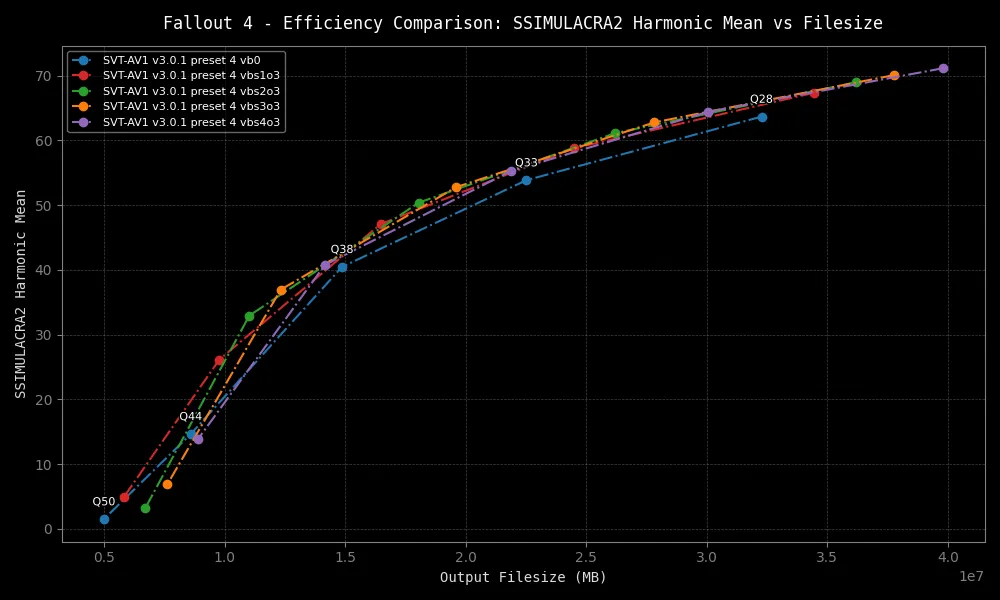 Fallout 4 - Efficiency Comparison: SSIMULACRA2 Harmonic Mean vs Filesize
SVT-AV1 v3.0.1 preset 4 vb0
SVT-AV1 v3.0.1 preset 4 vbs1o3
SVT-AV1 v3.0.1 preset 4 vbs2o3
SVT-AV1 v3.0.1 preset 4 vbs3o3
SVT-AV1 v3.0.1 preset 4 vbs4o3
SSIMULACRA2 Harmonic Mean
70
60
50
40
30
20
10
0
Q28
Q33
Q38
Q44
Q50
0.5 1.0 1.5 2.0 2.5 3.0 3.5 4.0
1e7
Output Filesize (MB)